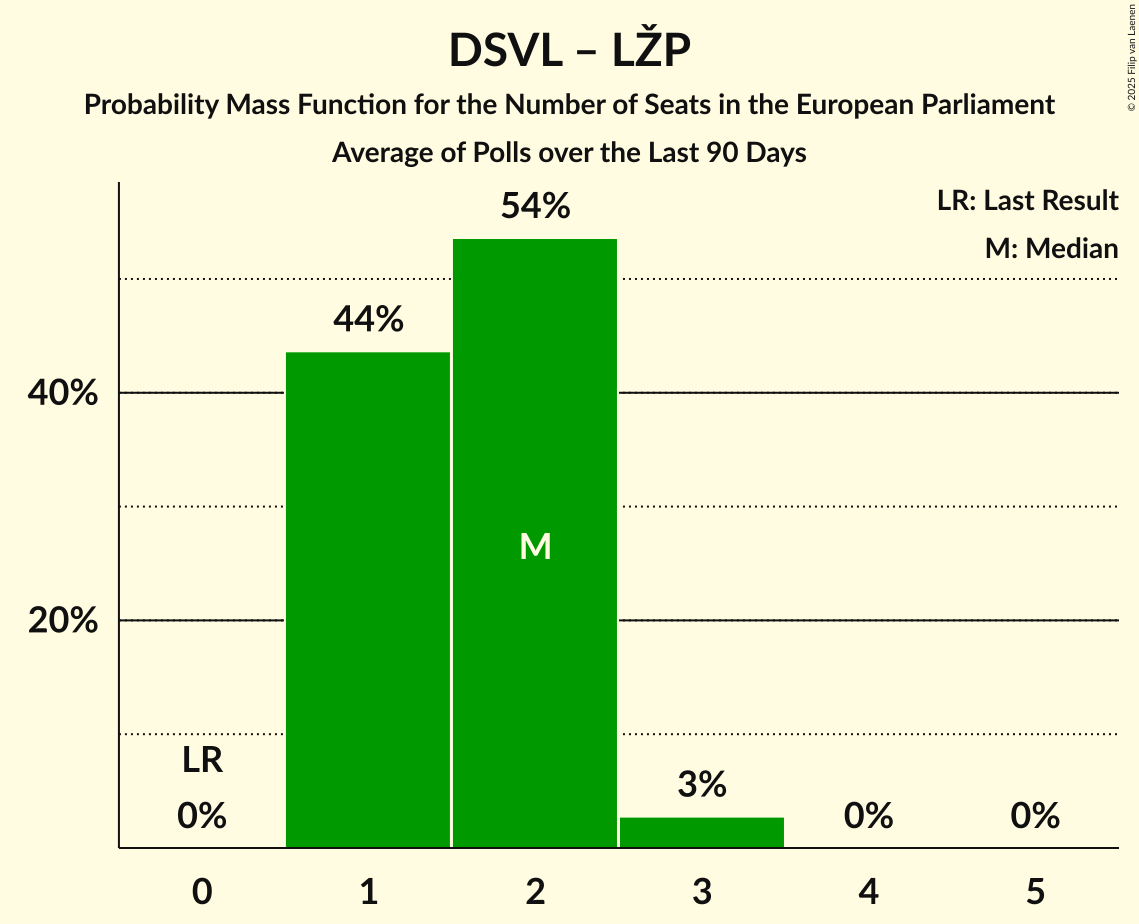 DSVL – LŽP
Probability Mass Function for the Number of Seats in the European Parliament
Average of Polls over the Last 90 Days
© 2025 Filip van Laenen
LR: Last Result
M: Median
54%
44%
40%
M
20%
LR
3%
0%
0%
0%
0
1
2
3
4
5